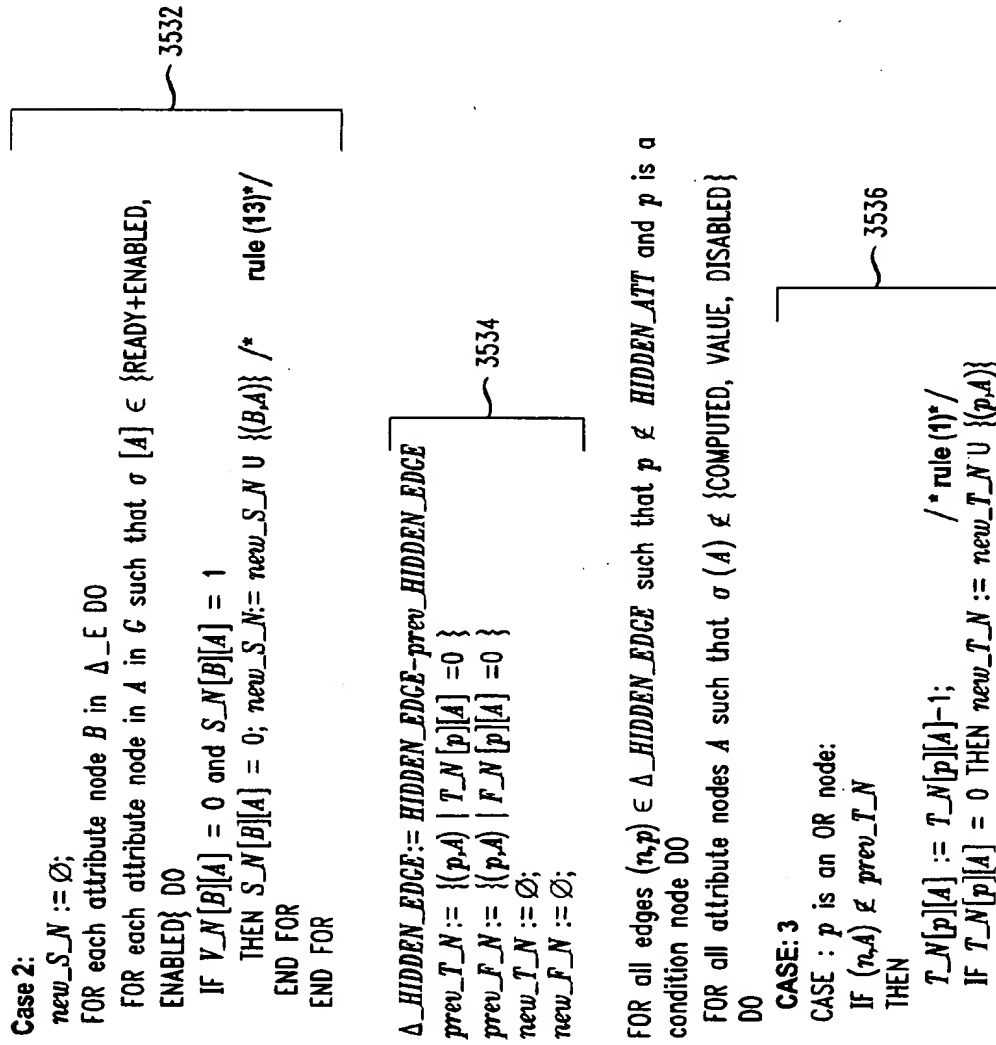 Case 2:
new_S_N := ∅;
FOR each attribute node B in Δ_E DO
FOR each attribute node in A in G such that σ [A] ∈ {READY+ENABLED,
ENABLED} DO
IF V_N[B][A] = 0 and S_N[B][A] = 1
THEN S_N[B][A] = 0; new_S_N:= new_S_N ∪ {(B,A)} /* rule (13)*/
END FOR
END FOR
3532
Δ_HIDDEN_EDGE:= HIDDEN_EDGE-prev_HIDDEN_EDGE
prev_T_N:= {(p,A) | T_N[p][A] =0 }
prev_F_N:= {(p,A) | F_N[p][A] =0 }
new_T_N := ∅;
new_F_N := ∅;
3534
FOR all edges (n,p) ∈ Δ_HIDDEN_EDGE such that p ∉ HIDDEN_ATT and p is a
condition node DO
FOR all attribute nodes A such that σ (A) ∉ {COMPUTED, VALUE, DISABLED}
DO
CASE: 3
CASE : p is an OR node:
IF (n,A) ∉ prev_T_N
THEN
T_N[p][A] := T_N[p][A]-1; /* rule (1)*/
IF T_N[p][A] = 0 THEN new_T_N := new_T_N ∪ {(p,A)}
3536